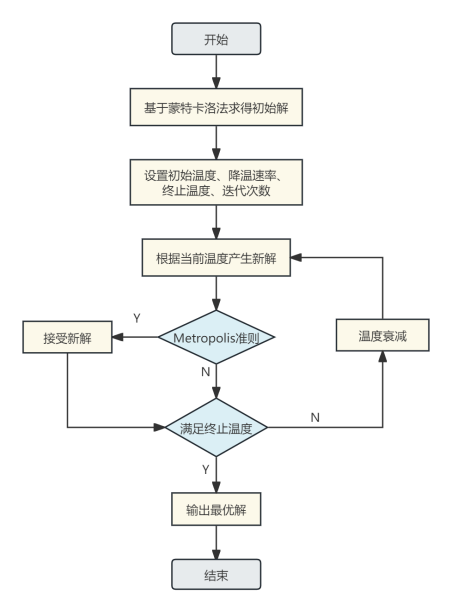 开始
基于蒙特卡洛法求得初始解
设置初始温度、降温速率、
终止温度、迭代次数
根据当前温度产生新解
Y
Metropolis准则
接受新解
温度衰减
N
满足终止温度
N
Y
输出最优解
结束